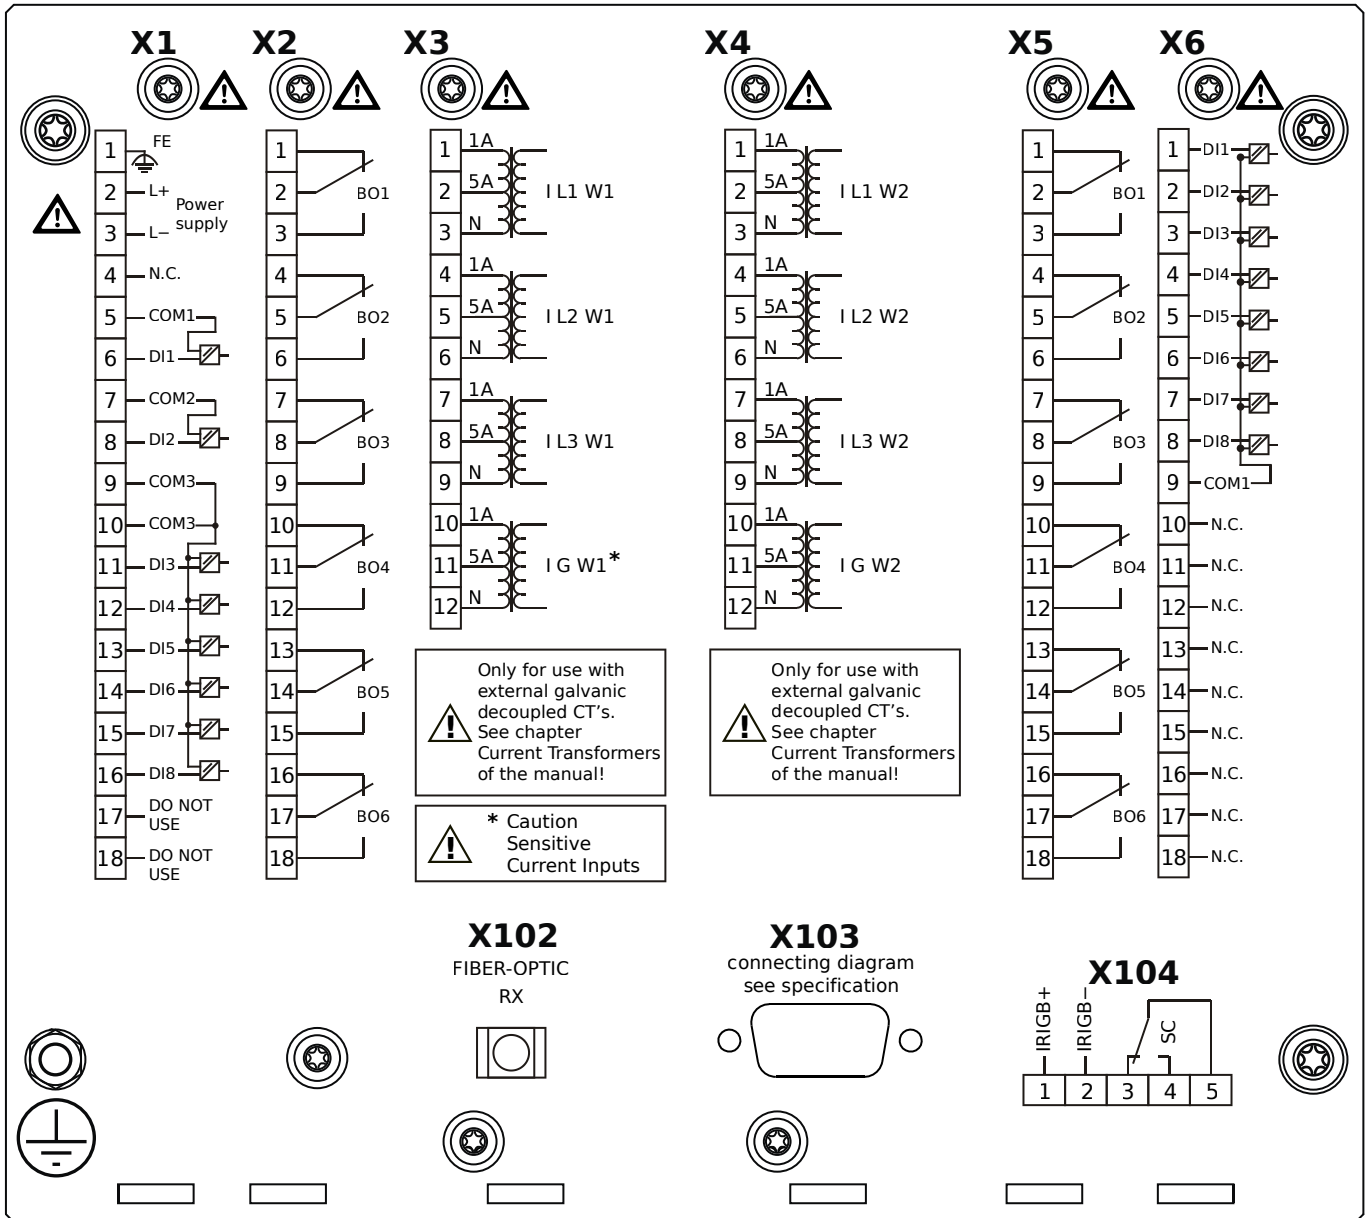 X1
X2
X3
X4
X5
X6
1 FE
2 L+
Power
supply
3 L−
4 N.C.
5 COM1
6 DI1
7 COM2
8 DI2
9 COM3
10 COM3
11 DI3
12 DI4
13 DI5
14 DI6
15 DI7
16 DI8
17 DO NOT
USE
18 DO NOT
USE
1
2 BO1
3
4
5 BO2
6
7
8 BO3
9
10
11 BO4
12
13
14 BO5
15
16
17 BO6
18
1 1A
2 5A I L1 W1
3 N
4 1A
5 5A I L2 W1
6 N
7 1A
8 5A I L3 W1
9 N
10 1A
11 5A I G W1*
12 N
Only for use with
external galvanic
decoupled CT's.
See chapter
Current Transformers
of the manual!
* Caution
Sensitive
Current Inputs
1 1A
2 5A I L1 W2
3 N
4 1A
5 5A I L2 W2
6 N
7 1A
8 5A I L3 W2
9 N
10 1A
11 5A I G W2
12 N
Only for use with
external galvanic
decoupled CT's.
See chapter
Current Transformers
of the manual!
1
2 BO1
3
4
5 BO2
6
7
8 BO3
9
10
11 BO4
12
13
14 BO5
15
16
17 BO6
18
1 DI1
2 DI2
3 DI3
4 DI4
5 DI5
6 DI6
7 DI7
8 DI8
9 COM1
10 N.C.
11 N.C.
12 N.C.
13 N.C.
14 N.C.
15 N.C.
16 N.C.
17 N.C.
18 N.C.
X102
FIBER-OPTIC
RX
X103
connecting diagram
see specification
X104
IRIGB+
IRIGB−
SC
1 2 3 4 5